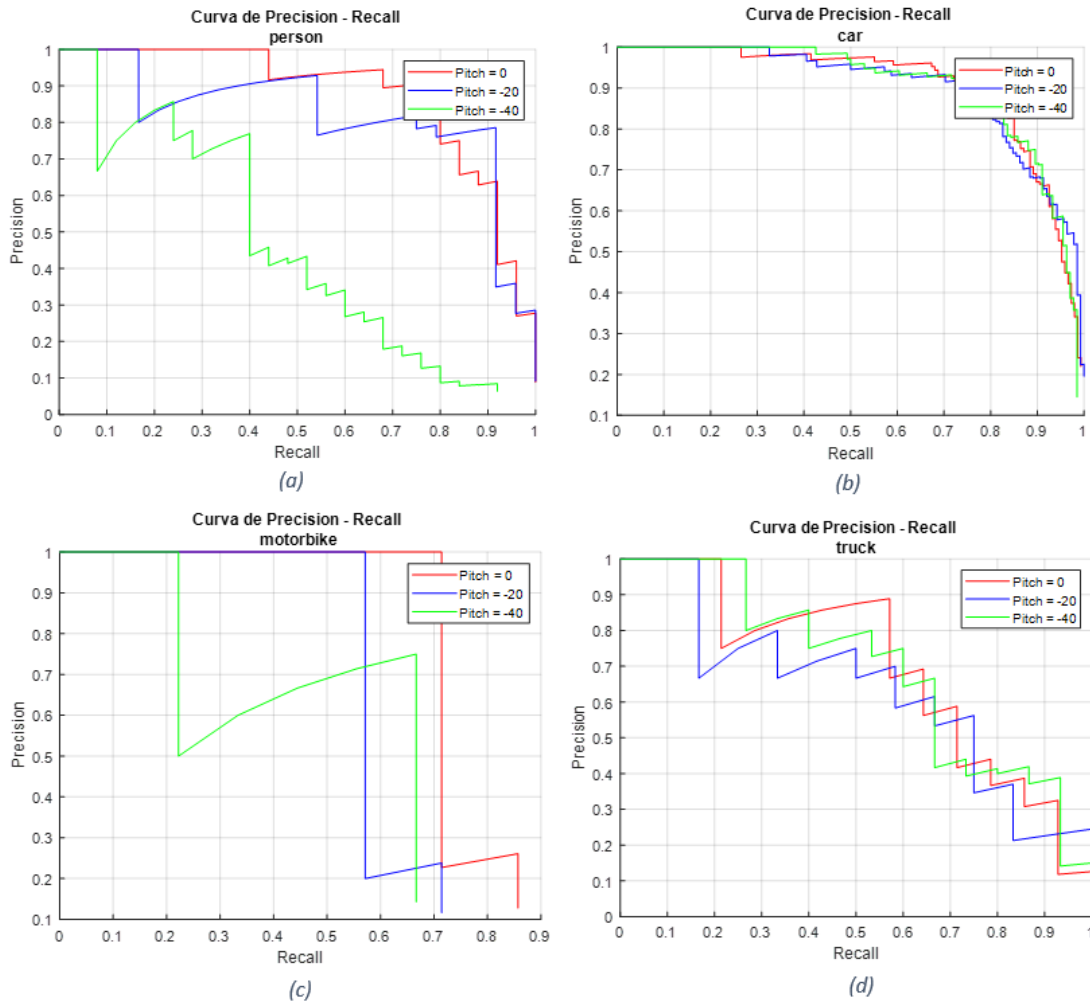 Curva de Precision - Recall
person
Precision
1
0.9
0.8
0.7
0.6
0.5
0.4
0.3
0.2
0.1
0
0 0.1 0.2 0.3 0.4 0.5 0.6 0.7 0.8 0.9 1
Recall
Pitch = 0
Pitch = -20
Pitch = -40
(a)
Curva de Precision - Recall
car
Precision
1
0.9
0.8
0.7
0.6
0.5
0.4
0.3
0.2
0.1
0 0.1 0.2 0.3 0.4 0.5 0.6 0.7 0.8 0.9 1
Recall
Pitch = 0
Pitch = -20
Pitch = -40
(b)
Curva de Precision - Recall
motorbike
Precision
1
0.9
0.8
0.7
0.6
0.5
0.4
0.3
0.2
0.1
0 0.1 0.2 0.3 0.4 0.5 0.6 0.7 0.8 0.9
Recall
Pitch = 0
Pitch = -20
Pitch = -40
(c)
Curva de Precision - Recall
truck
Precision
1
0.9
0.8
0.7
0.6
0.5
0.4
0.3
0.2
0.1
0
0 0.1 0.2 0.3 0.4 0.5 0.6 0.7 0.8 0.9 1
Recall
Pitch = 0
Pitch = -20
Pitch = -40
(d)